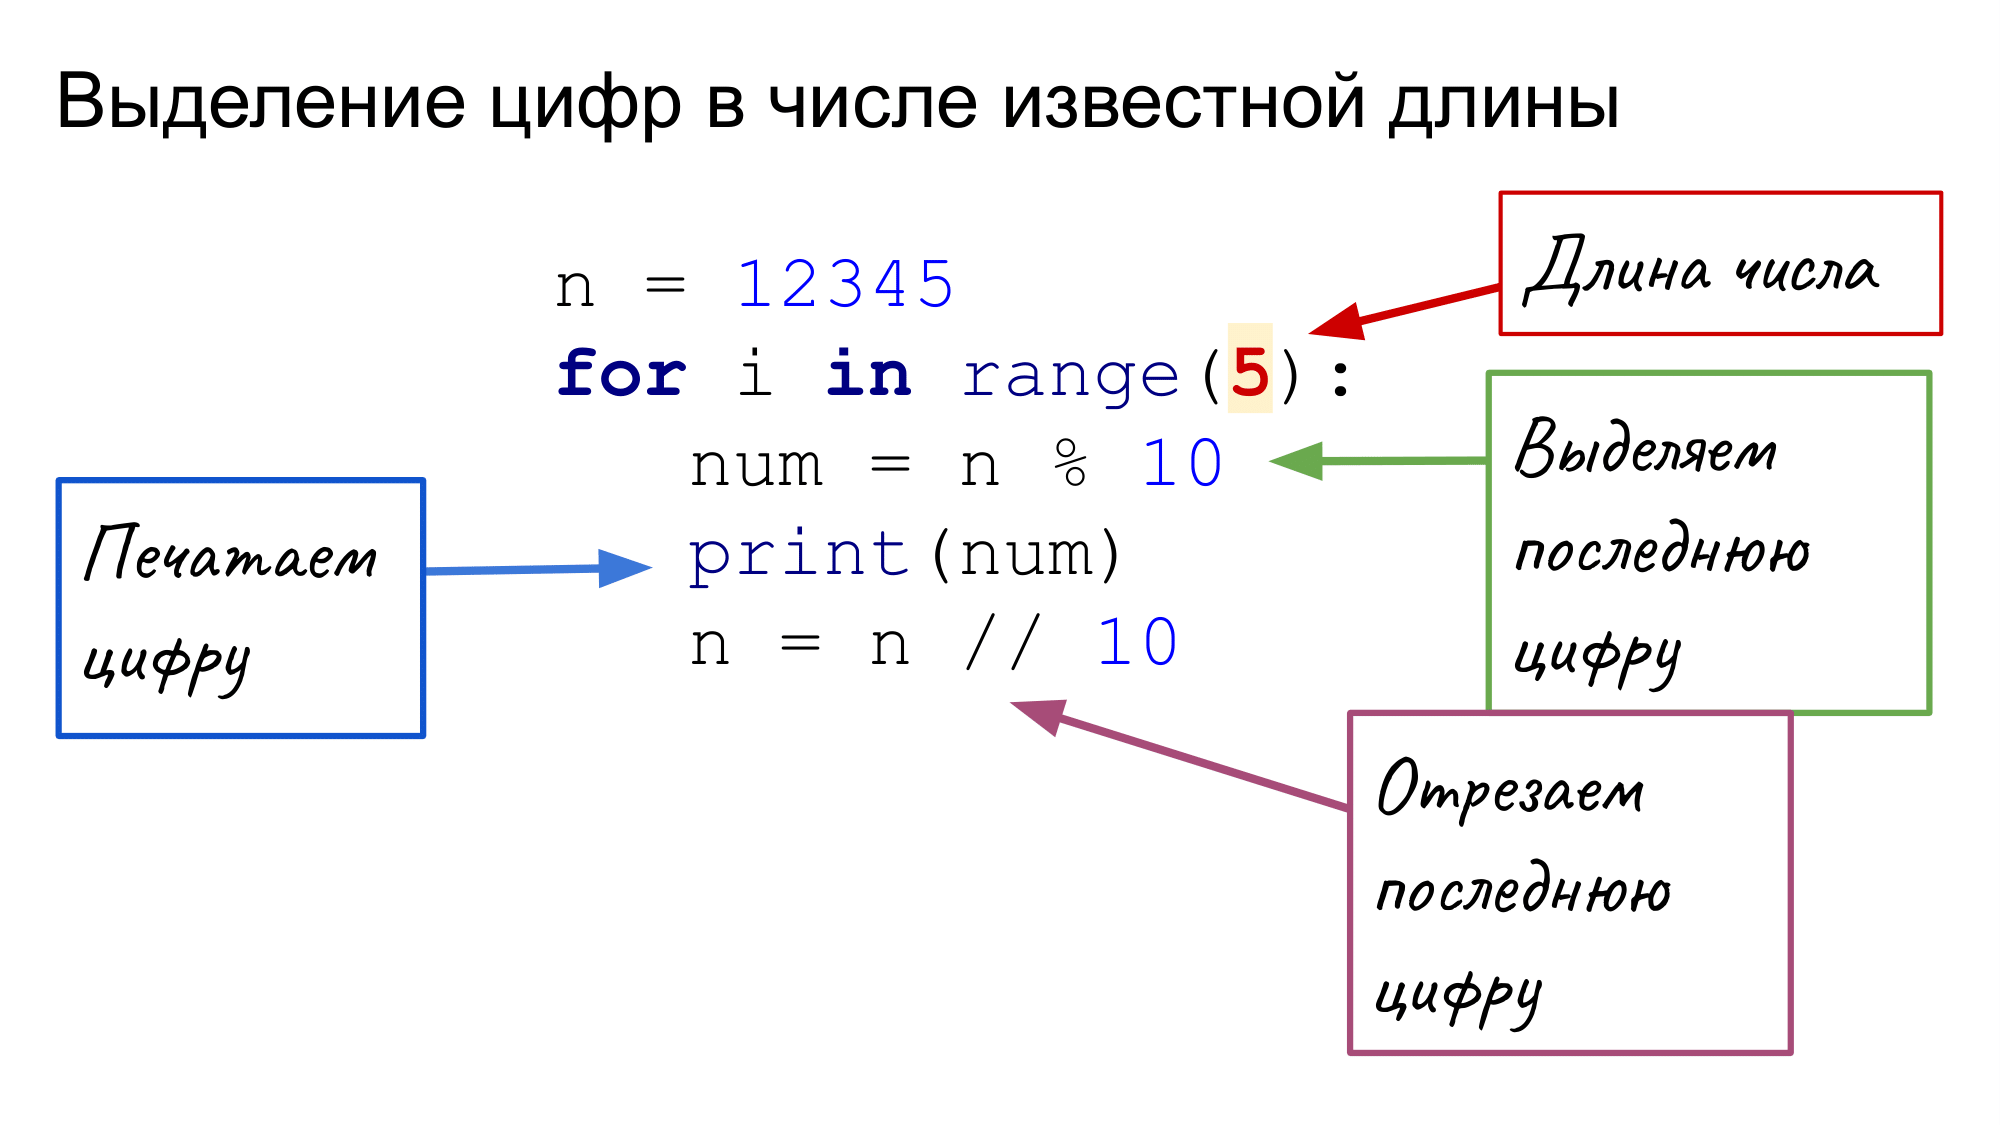 Выделение цифр в числе известной длины
n = 12345
for i in range(5):
num = n % 10
print(num)
n = n // 10
Длина числа
Выделяем
последнюю
цифру
Печатаем
цифру
Отрезаем
последнюю
цифру